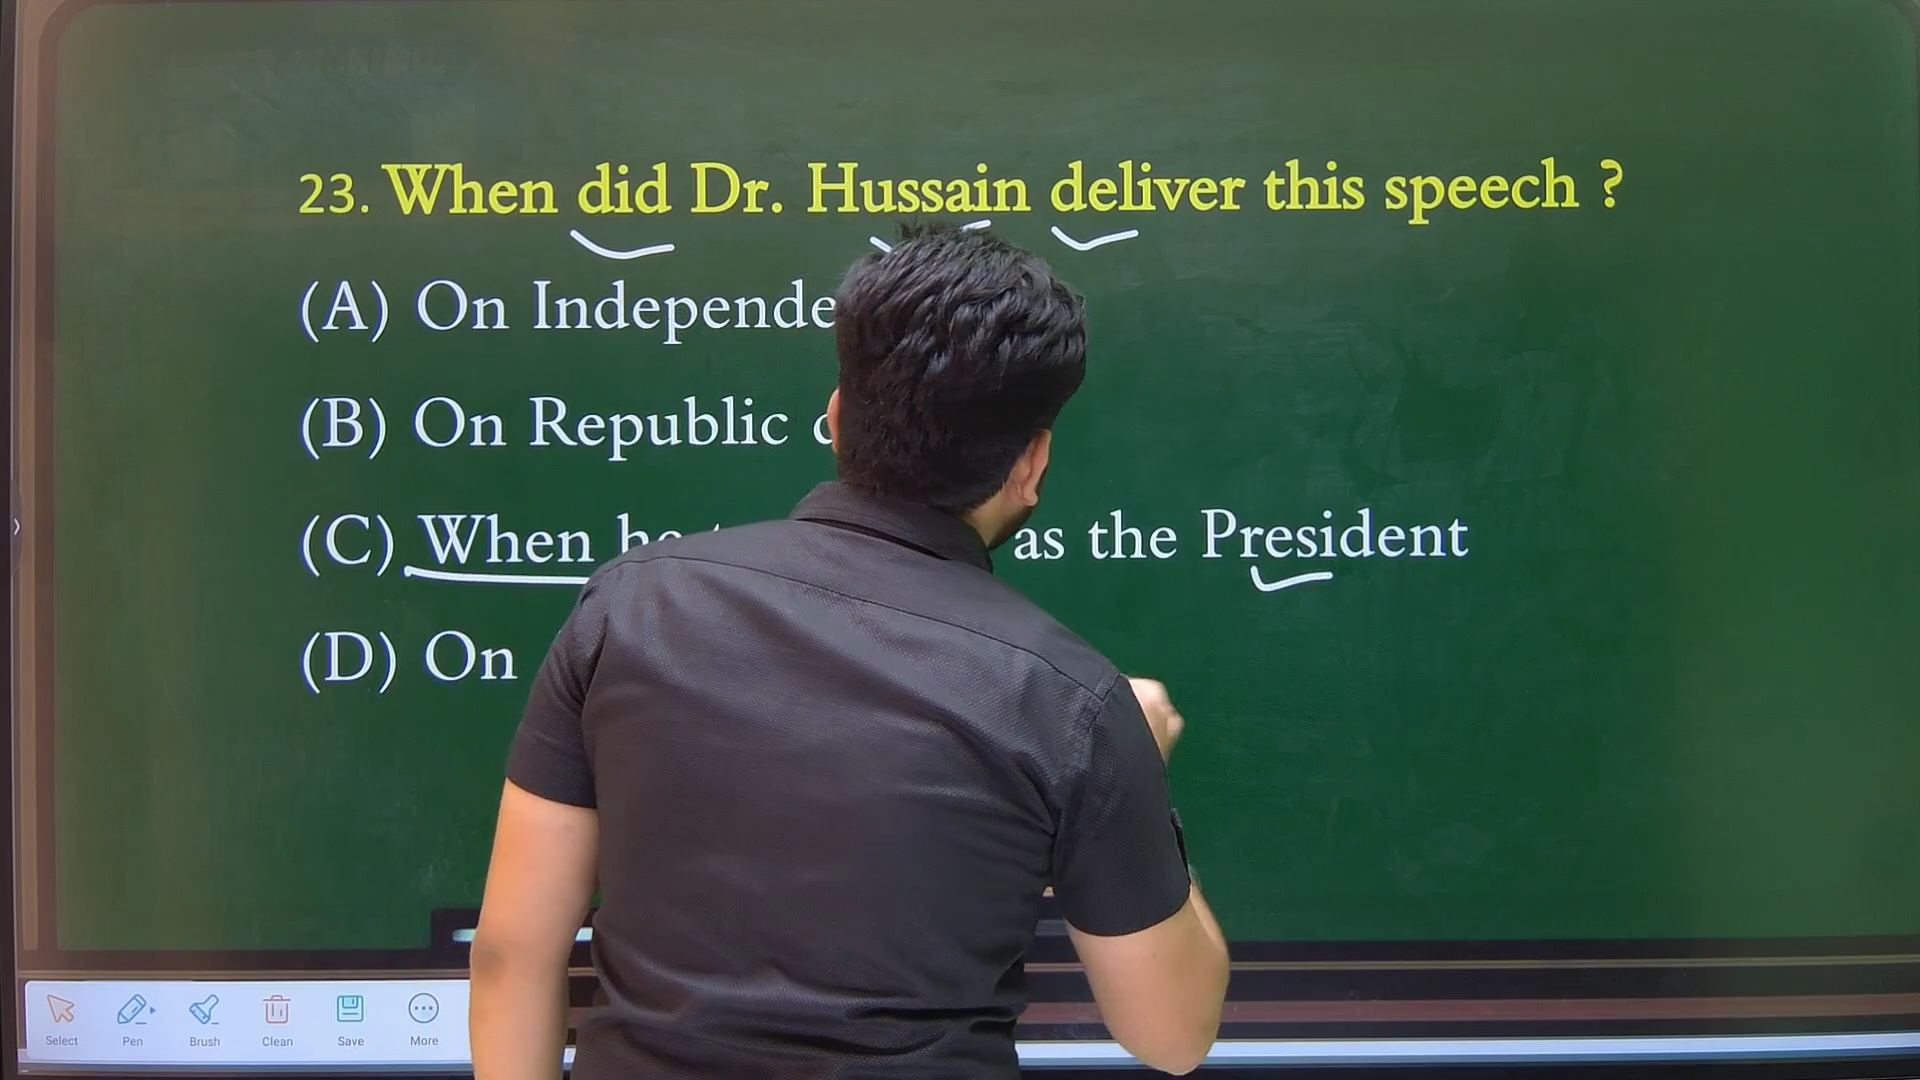 23. When did Dr. Hussain deliver this speech ?
(A) On
(B) On Republic
(C) When as the President
(D) On
Select Pen Brush Clean Save More